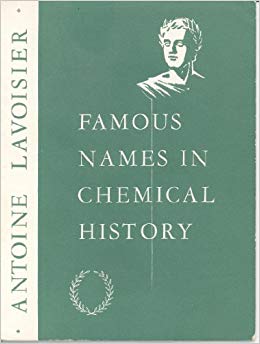 · ANTOINE LAVOISIER ·
FAMOUS
NAMES IN
CHEMICAL
HISTORY